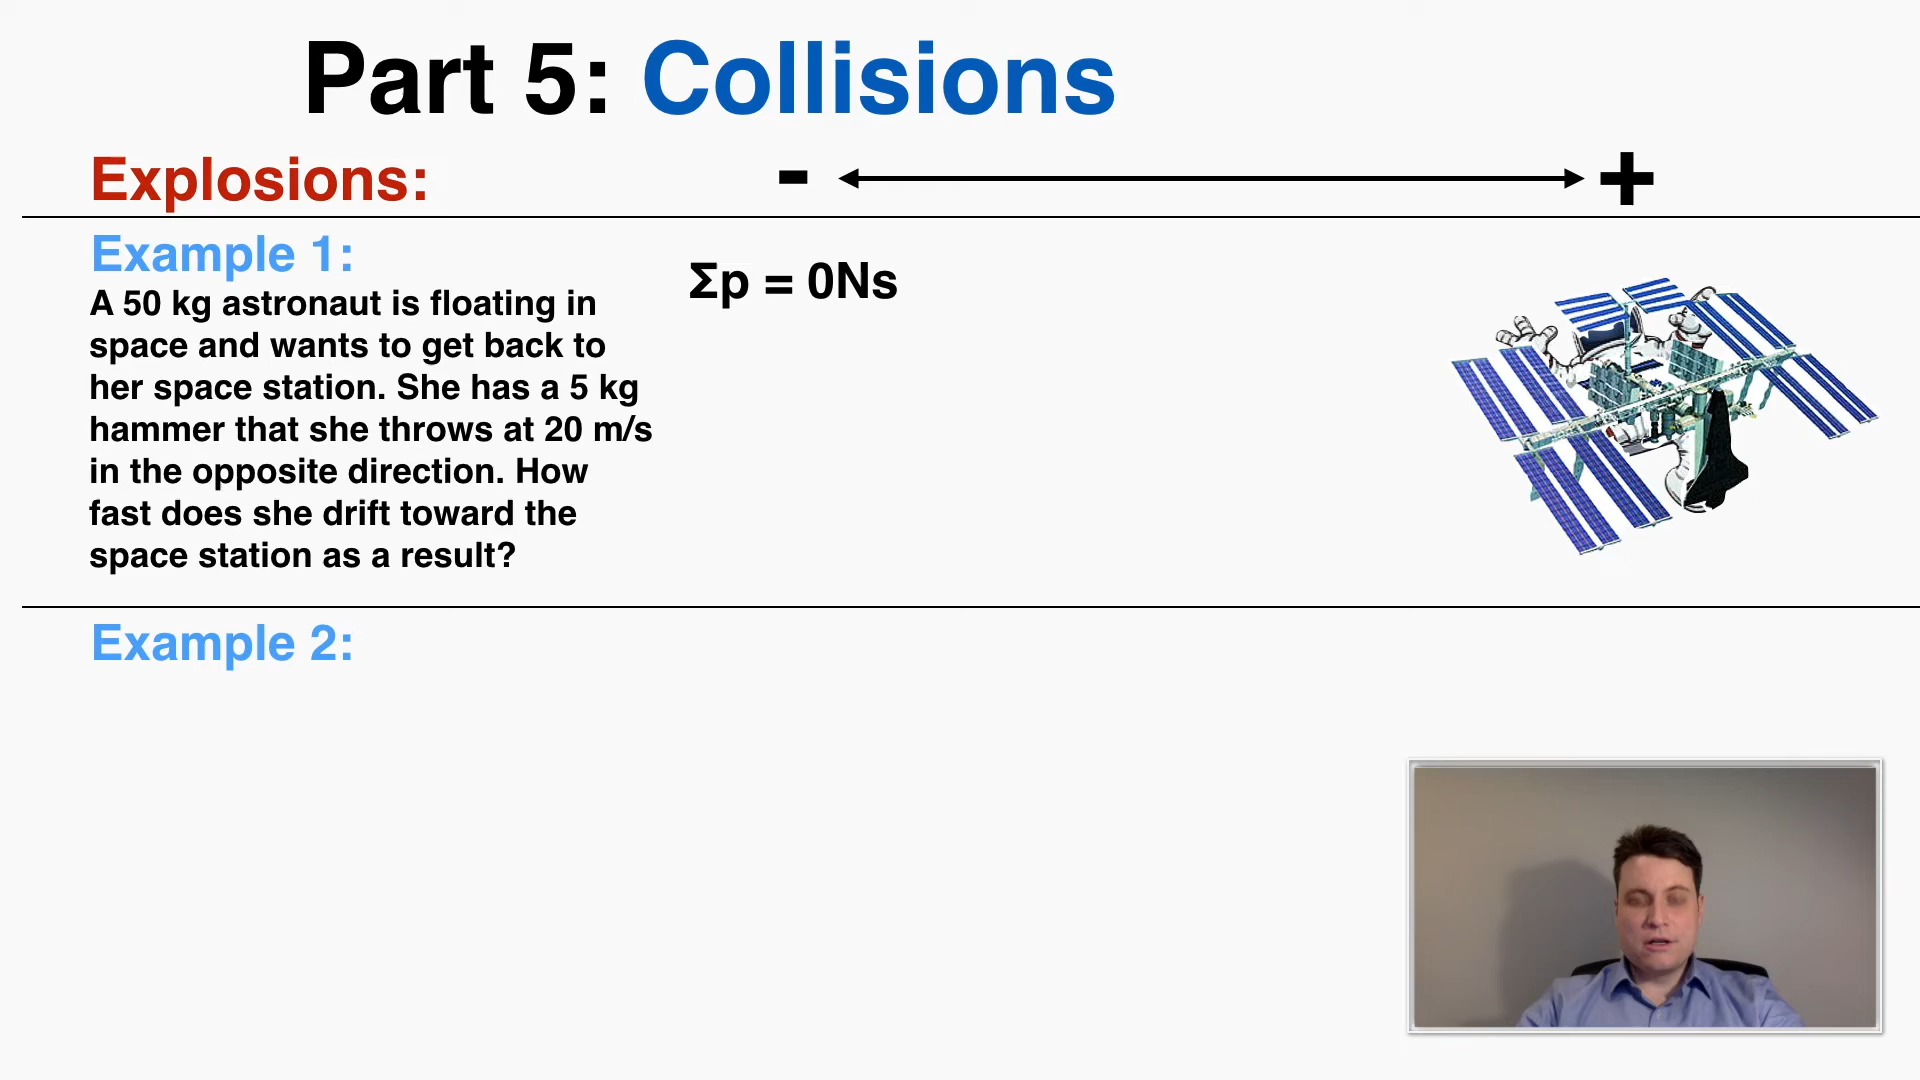 Part 5: Collisions
Explosions:
- +
Example 1:
A 50 kg astronaut is floating in
space and wants to get back to
her space station. She has a 5 kg
hammer that she throws at 20 m/s
in the opposite direction. How
fast does she drift toward the
space station as a result?
Σp = 0Ns
Example 2: